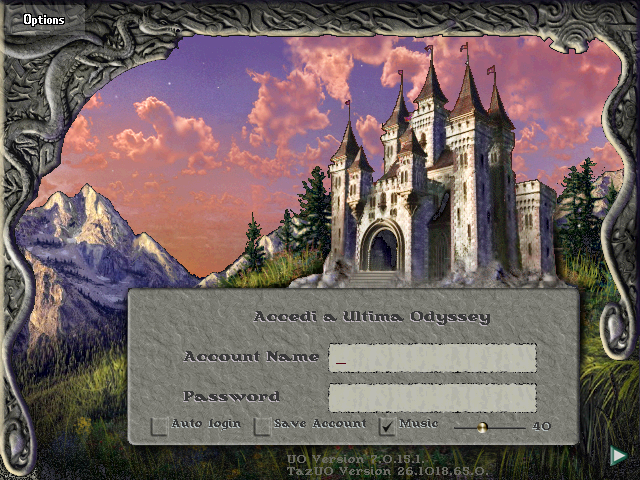 Options
Accedi a Ultima Odyssey
Account Name _
Password
Auto login Save Account Music 40
UO Version 7.0.15.1.
TazUO Version 26.1018.65.0.